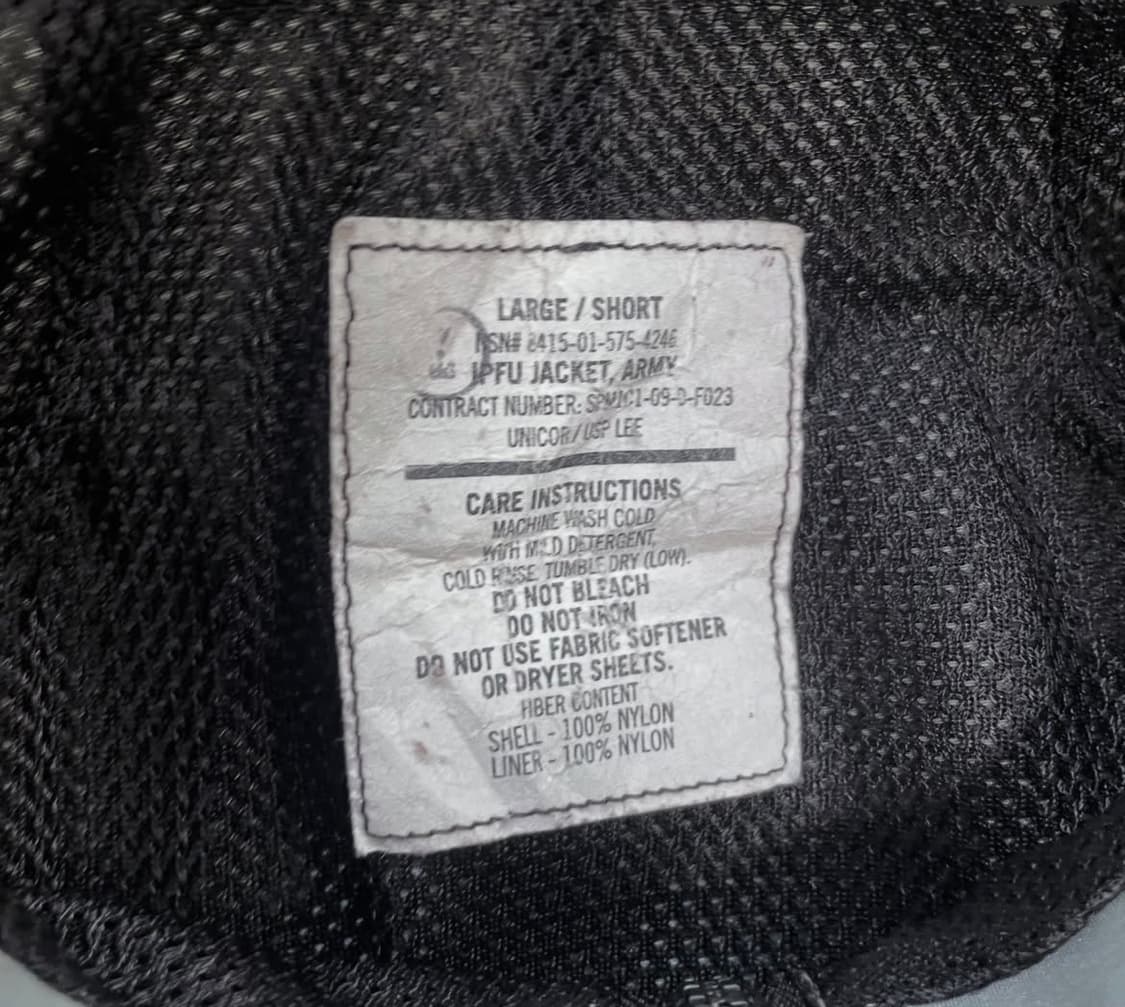 LARGE / SHORT
NSN# 8415-01-575-4246
IPFU JACKET, ARMY
CONTRACT NUMBER: SPM1C1-09-D-F023
UNICOR/USP LEE
CARE INSTRUCTIONS
MACHINE WASH COLD
WITH MILD DETERGENT,
COLD RINSE. TUMBLE DRY (LOW).
DO NOT BLEACH
DO NOT IRON
DO NOT USE FABRIC SOFTENER
OR DRYER SHEETS.
FIBER CONTENT
SHELL - 100% NYLON
LINER - 100% NYLON